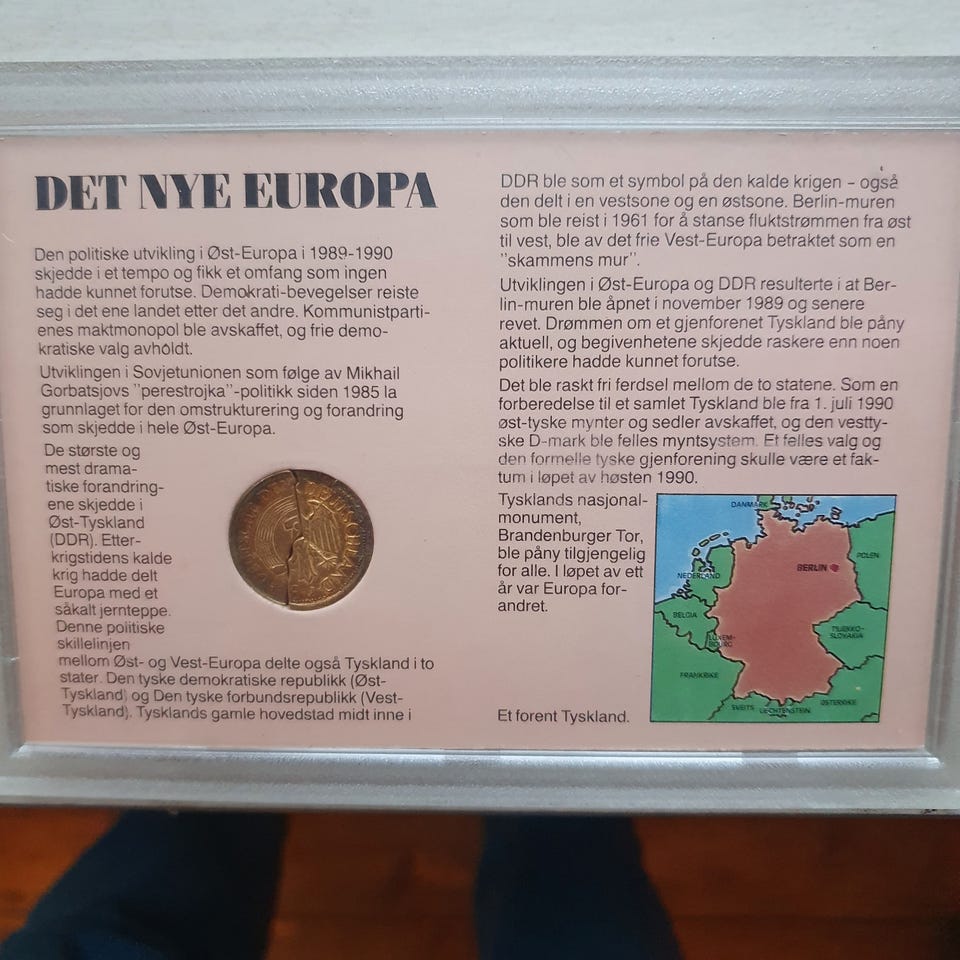 DET NYE EUROPA
Den politiske utvikling i Øst-Europa i 1989-1990
skjedde i et tempo og fikk et omfang som ingen
hadde kunnet forutse. Demokrati-bevegelser reiste
seg i det ene landet etter det andre. Kommunistparti-
enes maktmonopol ble avskaffet, og frie demo-
kratiske valg avholdt.
Utviklingen i Sovjetunionen som følge av Mikhail
Gorbatsjovs "perestrojka"-politikk siden 1985 la
grunnlaget for den omstrukturering og forandring
som skjedde i hele Øst-Europa.
De største og
mest drama-
tiske forandring-
ene skjedde i
Øst-Tyskland
(DDR). Etter-
krigstidens kalde
krig hadde delt
Europa med et
såkalt jernteppe.
Denne politiske
skillelinjen
mellom Øst- og Vest-Europa delte også Tyskland i to
stater. Den tyske demokratiske republikk (Øst-
Tyskland) og Den tyske forbundsrepublikk (Vest-
Tyskland). Tysklands gamle hovedstad midt inne i
DDR ble som et symbol på den kalde krigen – også
den delt i en vestsone og en østsone. Berlin-muren
som ble reist i 1961 for å stanse fluktstrømmen fra øst
til vest, ble av det frie Vest-Europa betraktet som en
"skammens mur".
Utviklingen i Øst-Europa og DDR resulterte i at Ber-
lin-muren ble åpnet i november 1989 og senere
revet. Drømmen om et gjenforenet Tyskland ble påny
aktuell, og begivenhetene skjedde raskere enn noen
politikere hadde kunnet forutse.
Det ble raskt fri ferdsel mellom de to statene. Som en
forberedelse til et samlet Tyskland ble fra 1. juli 1990
øst-tyske mynter og sedler avskaffet, og den vestty-
ske D-mark ble felles myntsystem. Et felles valg og
den formelle tyske gjenforening skulle være et fak-
tum i løpet av høsten 1990.
Tysklands nasjonal-
monument,
Brandenburger Tor,
ble påny tilgjengelig
for alle. I løpet av ett
år var Europa for-
andret.
Et forent Tyskland.
DANMARK
POLEN
BERLIN
NEDERLAND
BELGIA
LUXEM-
BOURG
TSJEKKO-
SLOVAKIA
FRANKRIKE
SVEITS
LIECHTENSTEIN
ØSTERRIKE